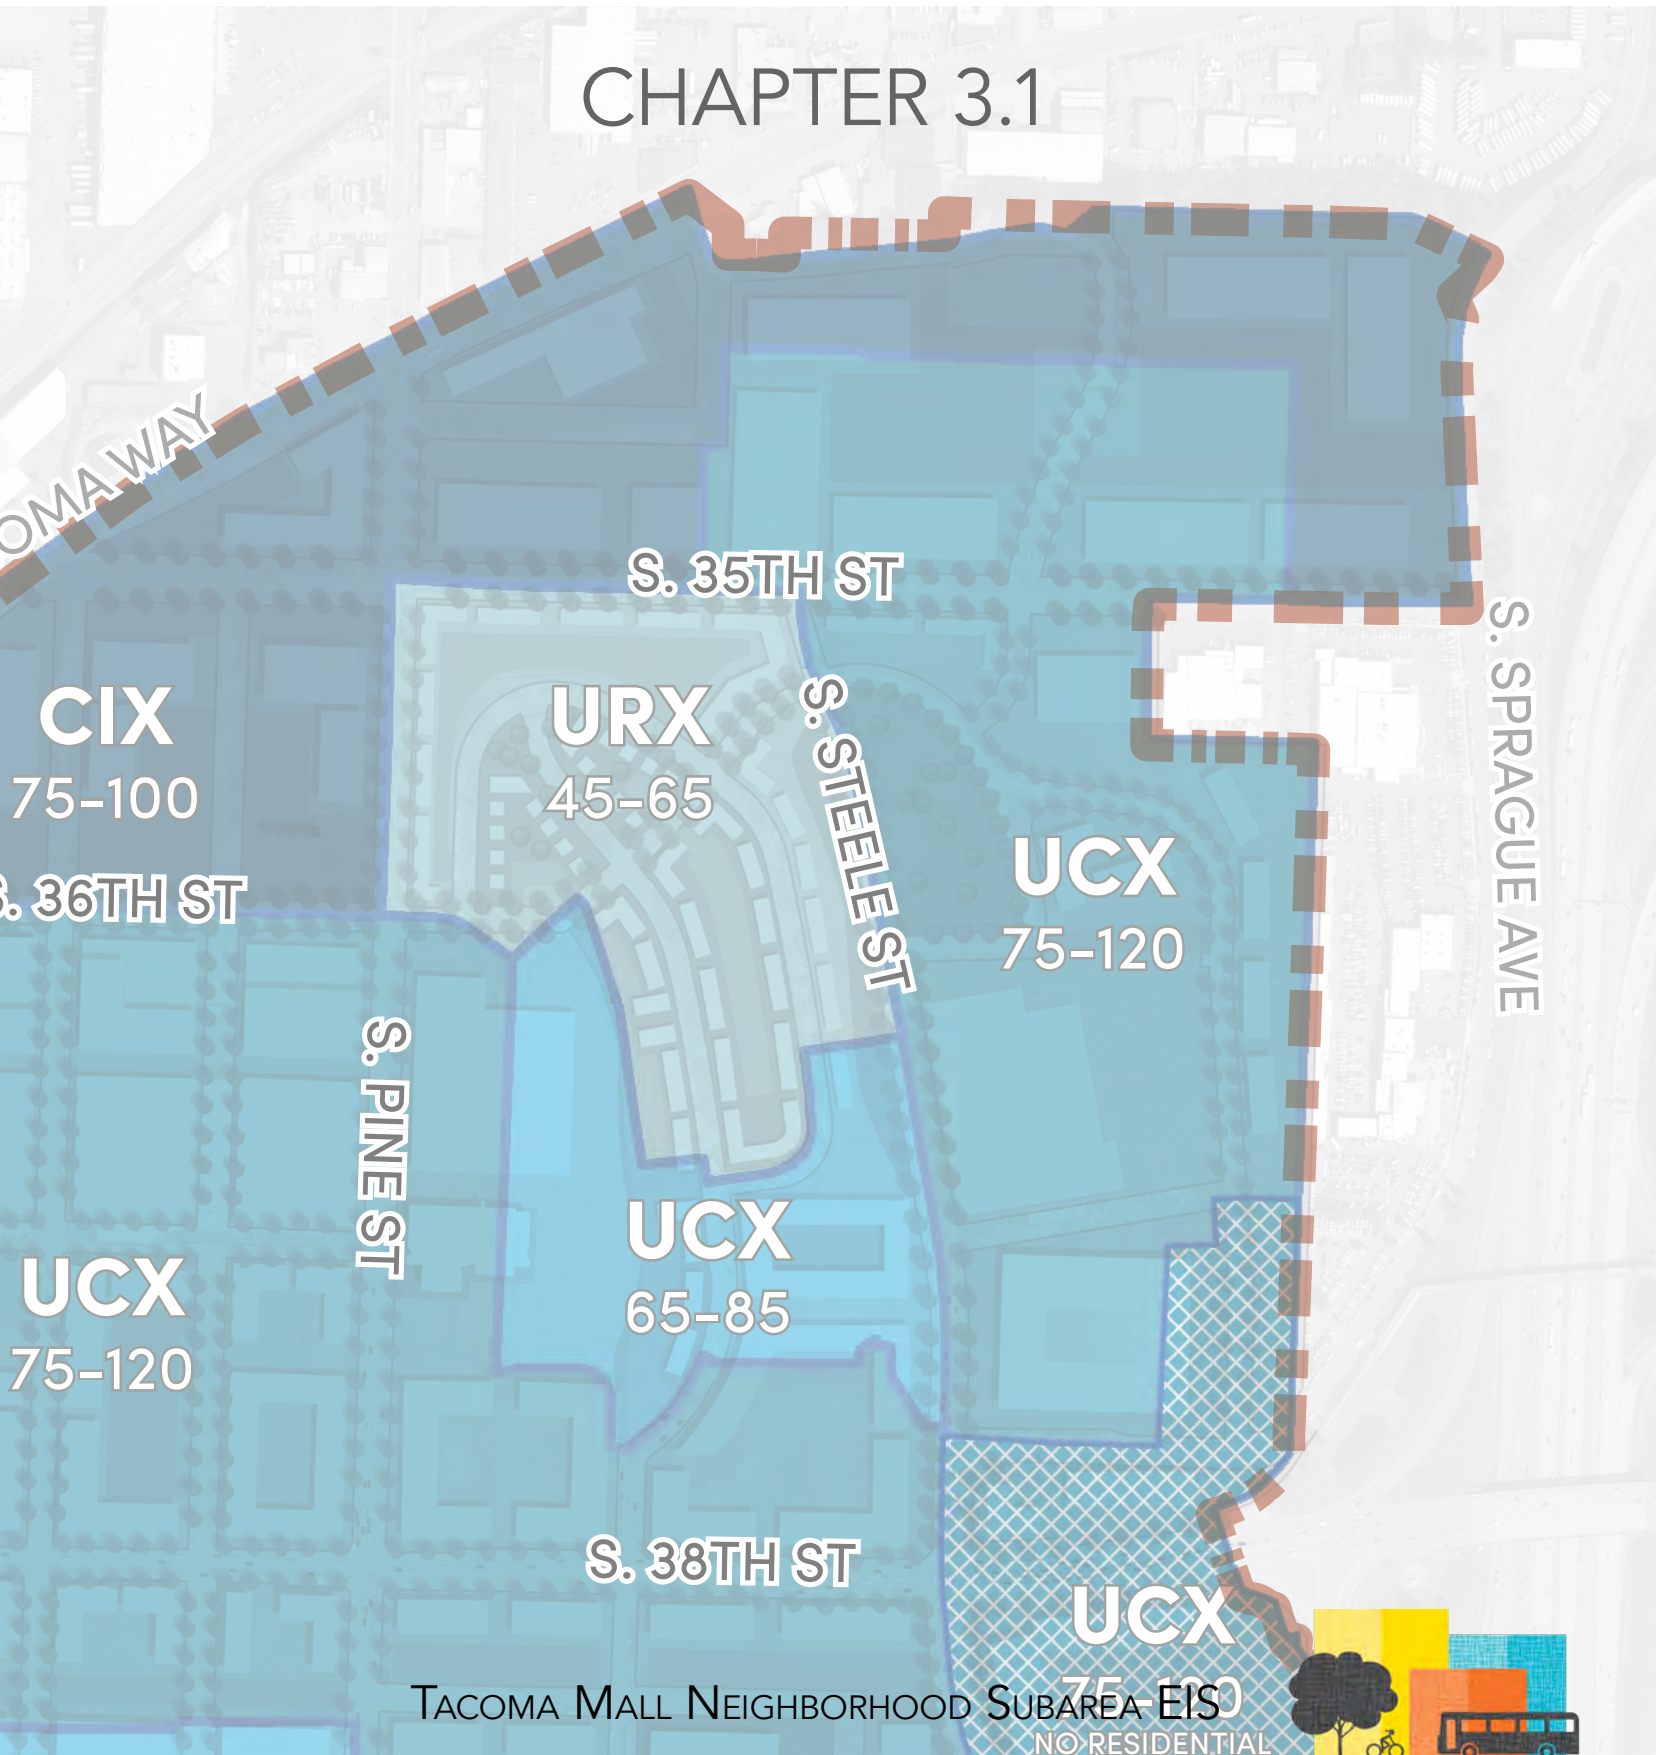 CHAPTER 3.1
OMA WAY
S. 35TH ST
S. SPRAGUE AVE
CIX
75-100
URX
45-65
S. STEELE ST
UCX
75-120
S. 36TH ST
S. PINE ST
UCX
65-85
UCX
75-120
S. 38TH ST
UCX
75-120
TACOMA MALL NEIGHBORHOOD SUBAREA EIS
NO RESIDENTIAL